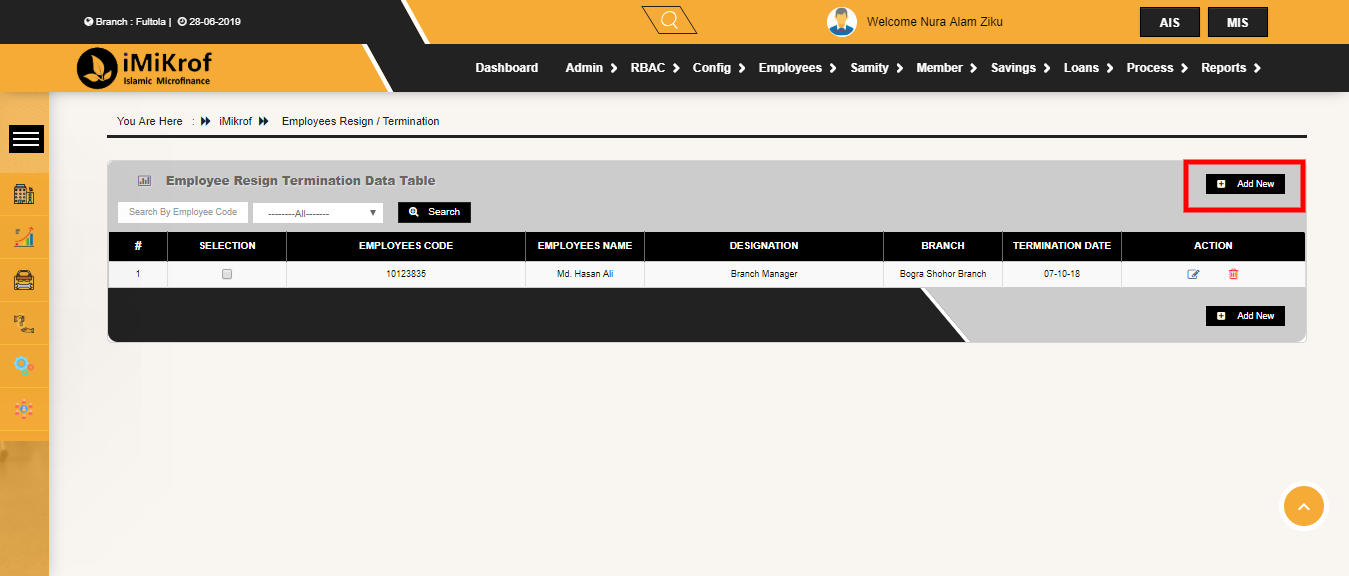 Branch : Fultola | 28-06-2019
Welcome Nura Alam Ziku
AIS MIS
iMiKrof
Islamic Microfinance
Dashboard Admin RBAC Config Employees Samity Member Savings Loans Process Reports
You Are Here : iMikrof Employees Resign / Termination
Employee Resign Termination Data Table
Add New
Search By Employee Code --------All------- Search
# SELECTION EMPLOYEES CODE EMPLOYEES NAME DESIGNATION BRANCH TERMINATION DATE ACTION
1 10123835 Md. Hasan Ali Branch Manager Bogra Shohor Branch 07-10-18
Add New